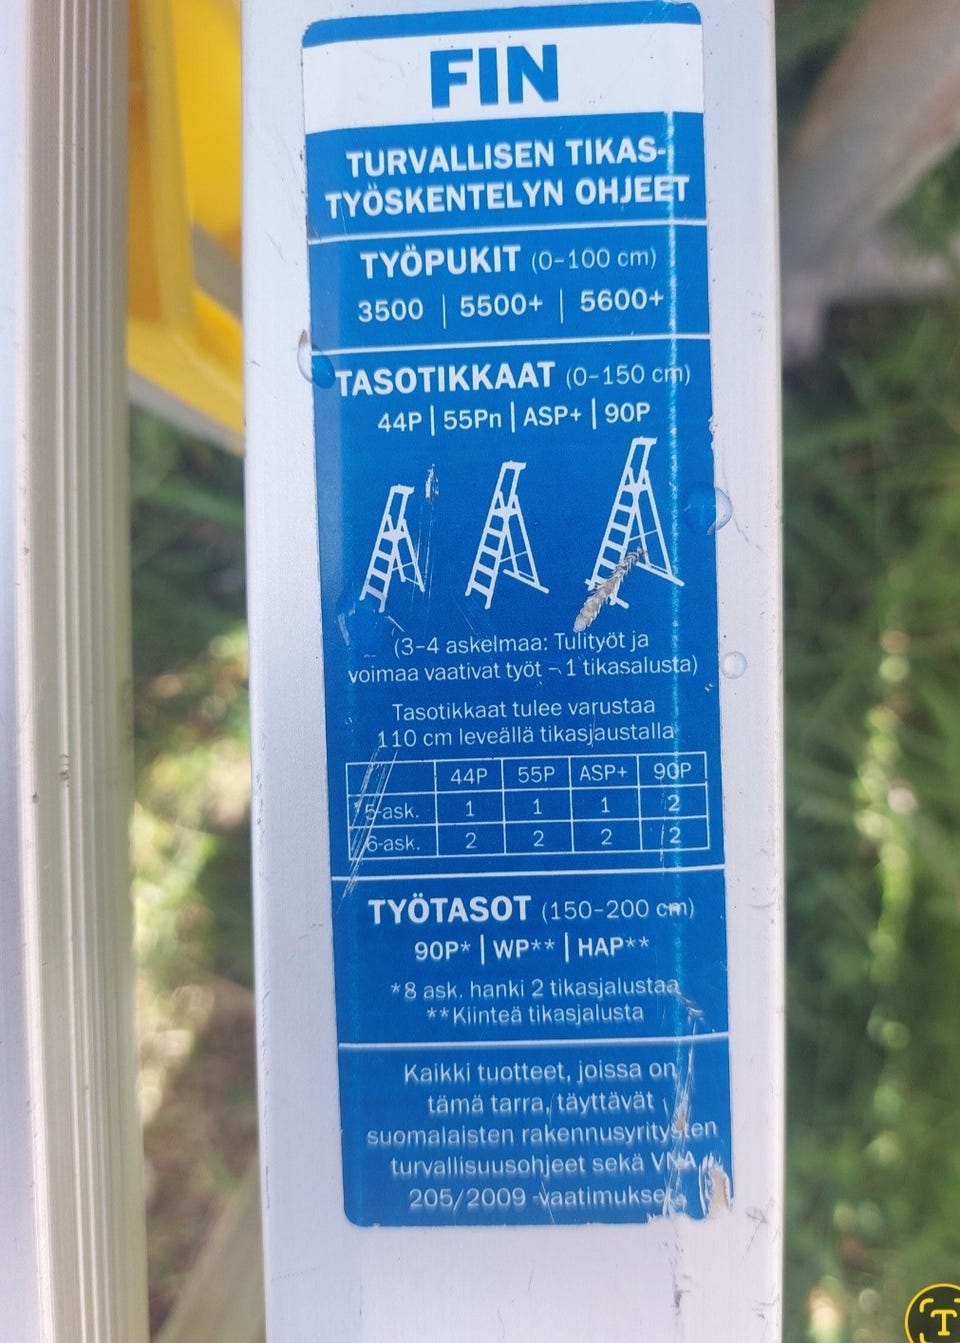 FIN
TURVALLISEN TIKAS-
TYÖSKENTELYN OHJEET
TYÖPUKIT (0–100 cm)
3500 | 5500+ | 5600+
TASOTIKKAAT (0–150 cm)
44P | 55Pn | ASP+ | 90P
(3–4 askelmaa: Tulityöt ja
voimaa vaativat työt ¬ 1 tikasalusta)
Tasotikkaat tulee varustaa
110 cm leveällä tikasjaustalla
44P 55P ASP+ 90P
5-ask. 1 1 1 2
6-ask. 2 2 2 2
TYÖTASOT (150–200 cm)
90P* | WP** | HAP**
*8 ask. hanki 2 tikasjalustaa
**Kiinteä tikasjalusta
Kaikki tuotteet, joissa on
tämä tarra, täyttävät
suomalaisten rakennusyritysten
turvallisuusohjeet sekä VNA
205/2009 -vaatimukset.
T